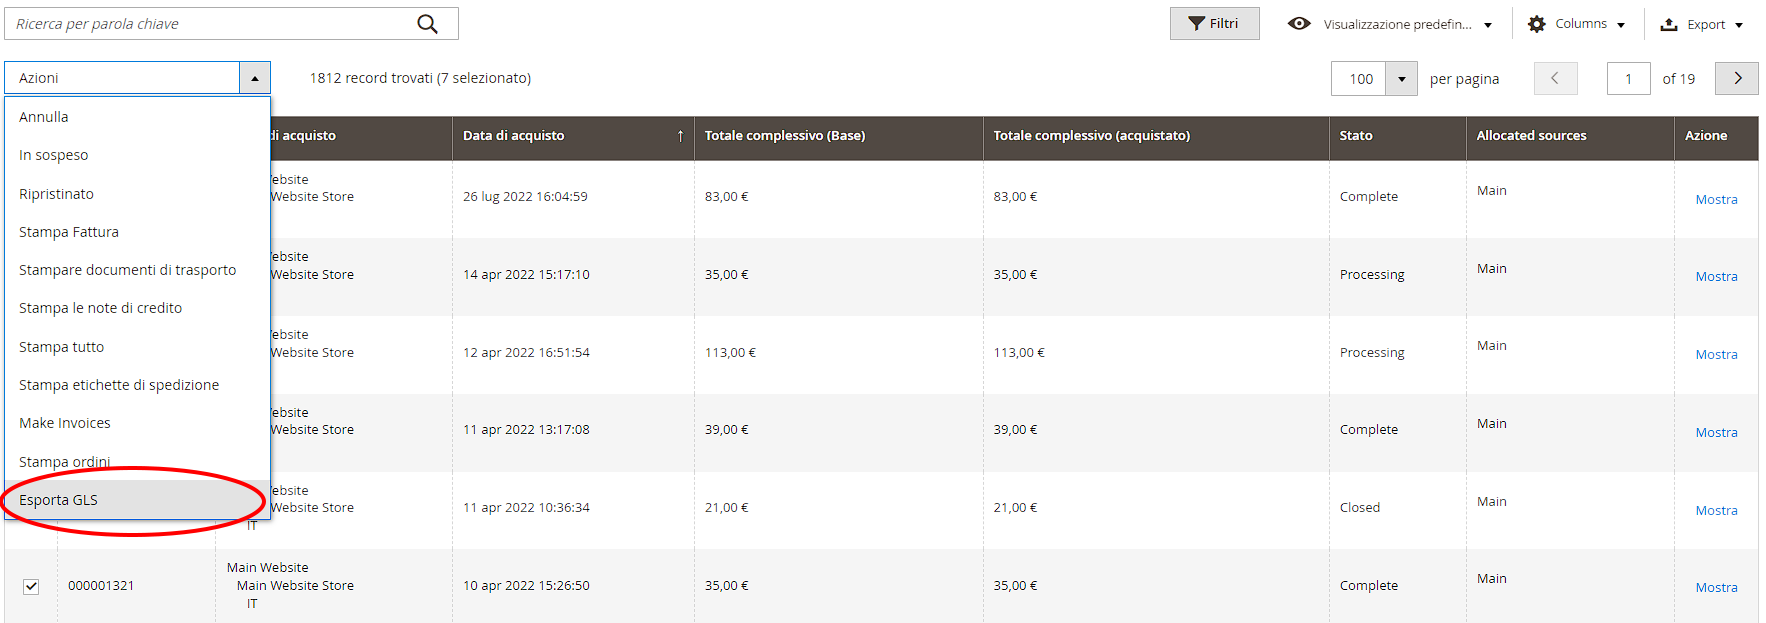 Ricerca per parola chiave
Filtri
Visualizzazione predefin...
Columns
Export
Azioni
1812 record trovati (7 selezionato)
100
per pagina
1
of 19
Annulla
In sospeso
Ripristinato
Stampa Fattura
Stampare documenti di trasporto
Stampa le note di credito
Stampa tutto
Stampa etichette di spedizione
Make Invoices
Stampa ordini
Esporta GLS
di acquisto
Data di acquisto
↑
Totale complessivo (Base)
Totale complessivo (acquistato)
Stato
Allocated sources
Azione
ebsite
Website Store
26 lug 2022 16:04:59
83,00 €
83,00 €
Complete
Main
Mostra
ebsite
Website Store
14 apr 2022 15:17:10
35,00 €
35,00 €
Processing
Main
Mostra
ebsite
Website Store
12 apr 2022 16:51:54
113,00 €
113,00 €
Processing
Main
Mostra
ebsite
Website Store
11 apr 2022 13:17:08
39,00 €
39,00 €
Complete
Main
Mostra
ebsite
Website Store
IT
11 apr 2022 10:36:34
21,00 €
21,00 €
Closed
Main
Mostra
000001321
Main Website
Main Website Store
IT
10 apr 2022 15:26:50
35,00 €
35,00 €
Complete
Main
Mostra